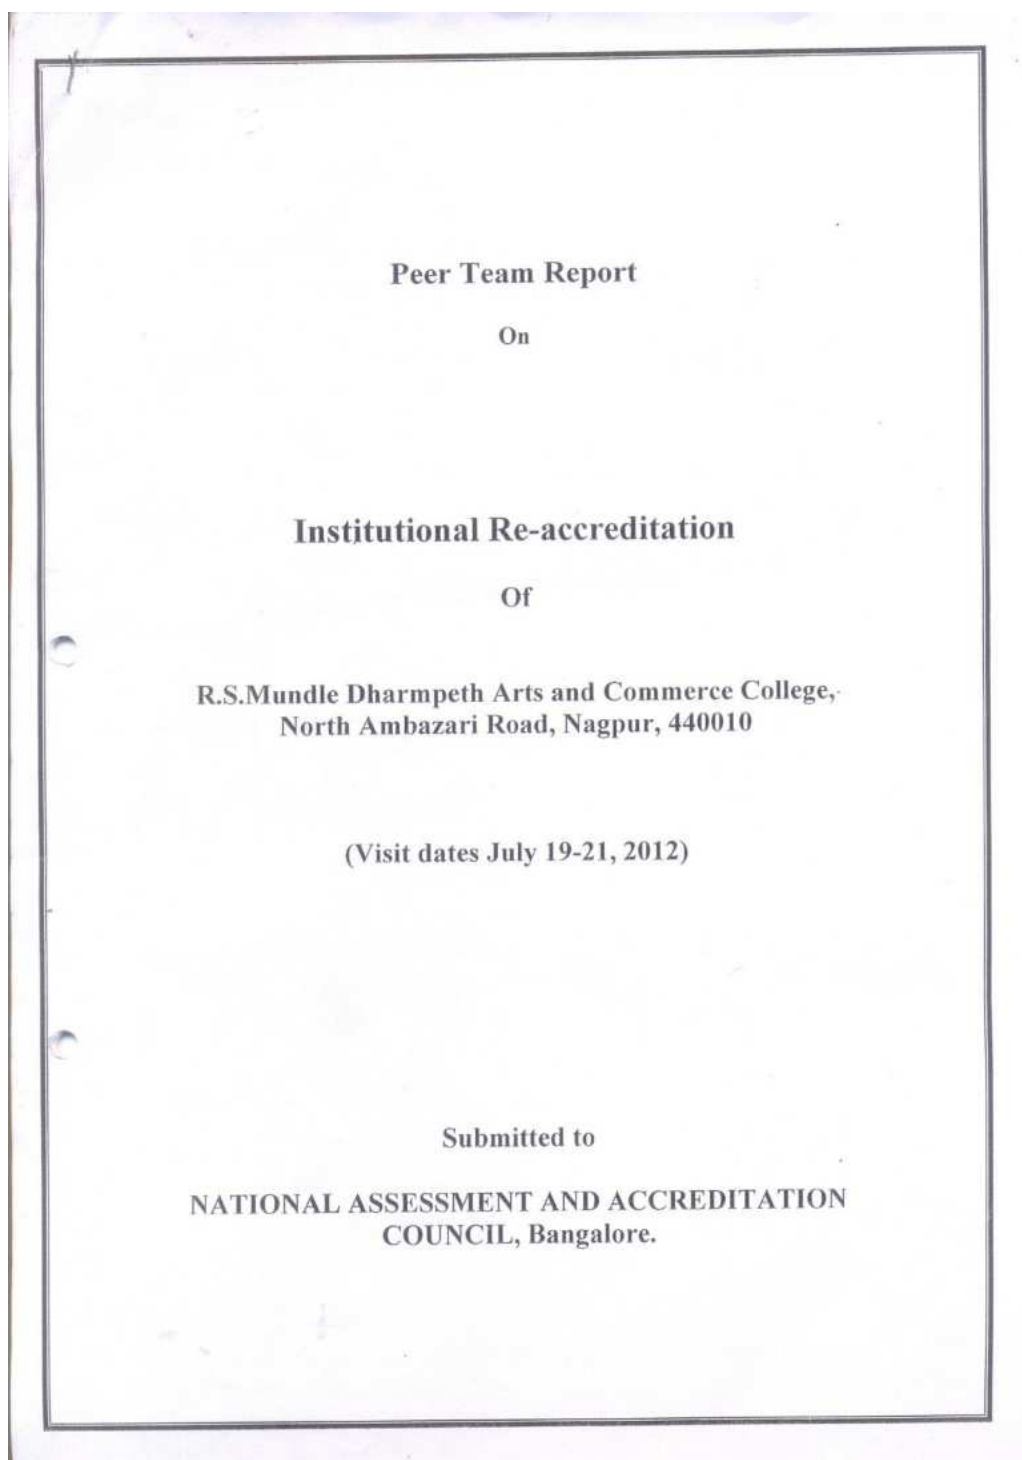 Peer Team Report
On
Institutional Re-accreditation
Of
R.S.Mundle Dharmpeth Arts and Commerce College,
North Ambazari Road, Nagpur, 440010
(Visit dates July 19-21, 2012)
Submitted to
NATIONAL ASSESSMENT AND ACCREDITATION
COUNCIL, Bangalore.